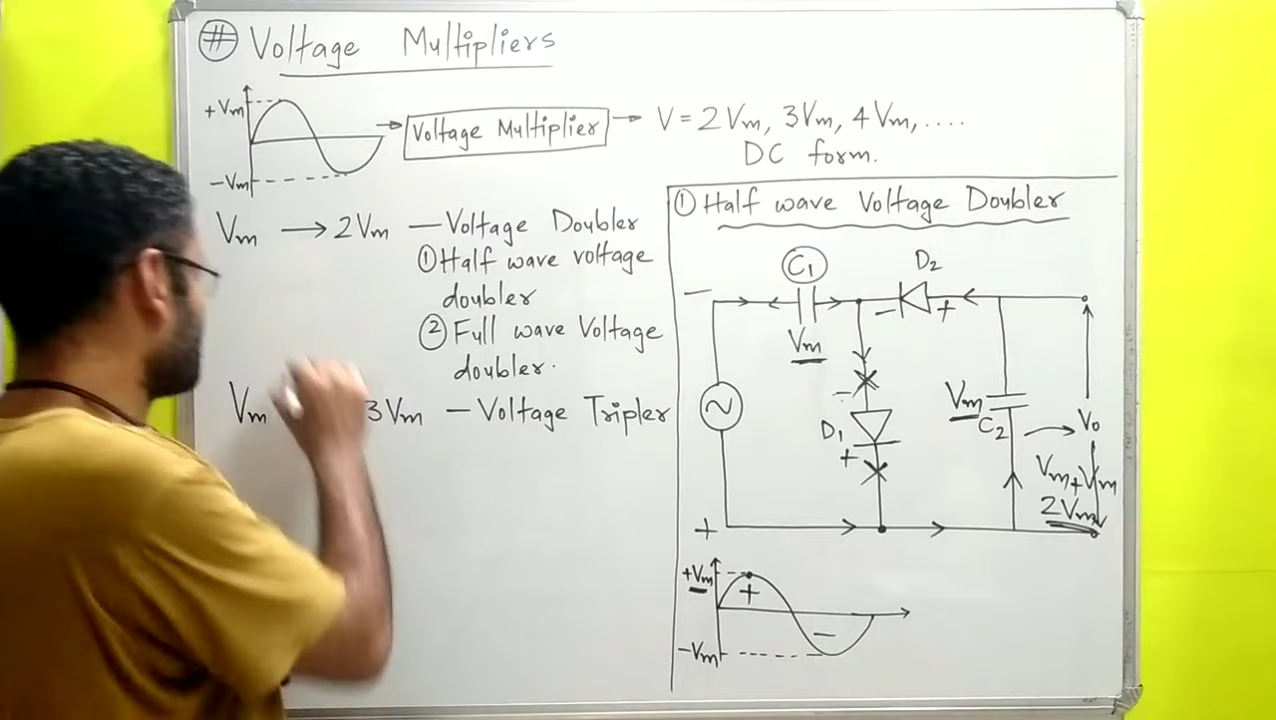 # Voltage Multipliers
+Vm
-Vm
Voltage Multiplier
V = 2Vm, 3Vm, 4Vm,....
DC form.
Vm → 2Vm — Voltage Doubler
① Half wave voltage
doubler
② Full wave Voltage
doubler.
Vm 3Vm — Voltage Tripler
① Half wave Voltage Doubler
C1
D2
− − +
Vm
−
D1
+
Vm
C2
Vo
Vm+Vm
2Vm
+
+Vm
+
−
-Vm